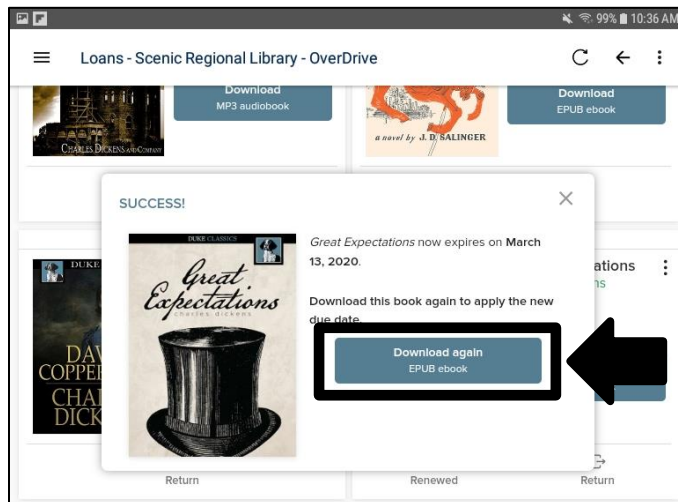 99% 10:36 AM
Loans - Scenic Regional Library - OverDrive
Download
MP3 audiobook
CHARLES DICKENS AND COMPANY
a novel by J. D. SALINGER
Download
EPUB ebook
SUCCESS!
DUKE CLASSICS
Great
Expectations
charles dickens
Great Expectations now expires on March
13, 2020.
Download this book again to apply the new
due date.
Download again
EPUB ebook
DUKE
DAV
COPPER
CHAR
DICK
ations
ns
Return
Renewed
Return